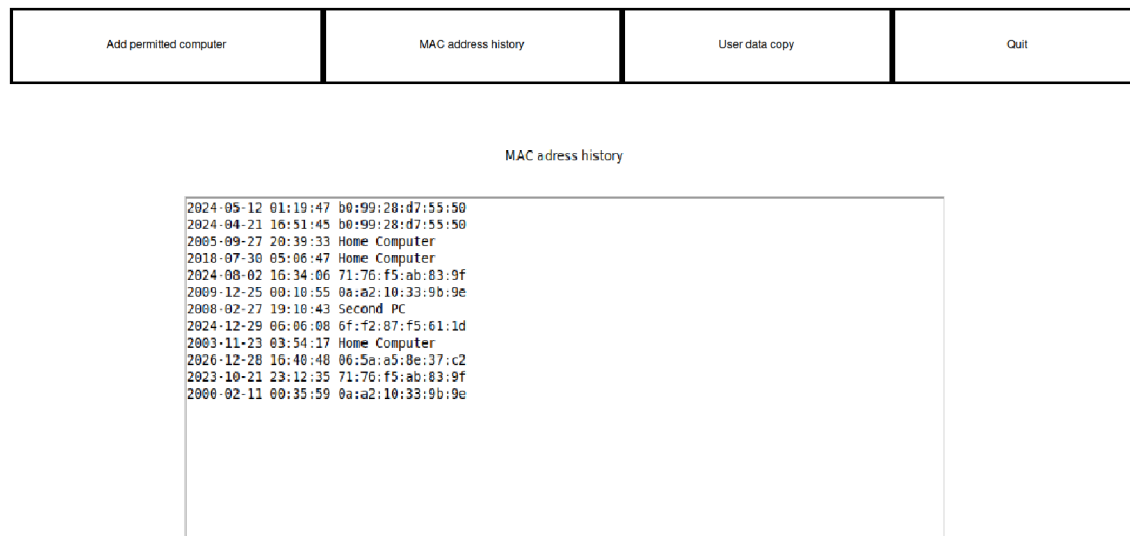 Add permitted computer MAC address history User data copy Quit
MAC adress history
2024-05-12 01:19:47 b0:99:28:d7:55:50
2024-04-21 16:51:45 b0:99:28:d7:55:50
2005-09-27 20:39:33 Home Computer
2018-07-30 05:06:47 Home Computer
2024-08-02 16:34:06 71:76:f5:ab:83:9f
2009-12-25 00:10:55 0a:a2:10:33:9b:9e
2008-02-27 19:10:43 Second PC
2024-12-29 06:06:08 6f:f2:87:f5:61:1d
2003-11-23 03:54:17 Home Computer
2026-12-28 16:40:48 06:5a:a5:8e:37:c2
2023-10-21 23:12:35 71:76:f5:ab:83:9f
2000-02-11 00:35:59 0a:a2:10:33:9b:9e